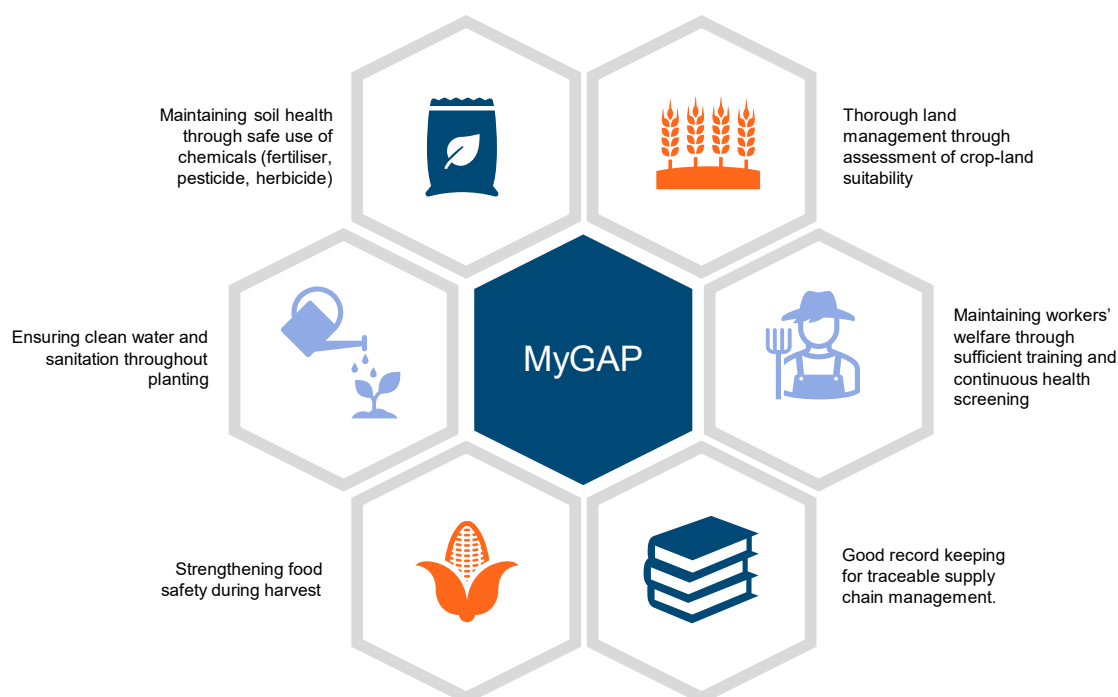 Maintaining soil health
through safe use of
chemicals (fertiliser,
pesticide, herbicide)
Thorough land
management through
assessment of crop-land
suitability
Ensuring clean water and
sanitation throughout
planting
MyGAP
Maintaining workers’
welfare through
sufficient training and
continuous health
screening
Strengthening food
safety during harvest
Good record keeping
for traceable supply
chain management.